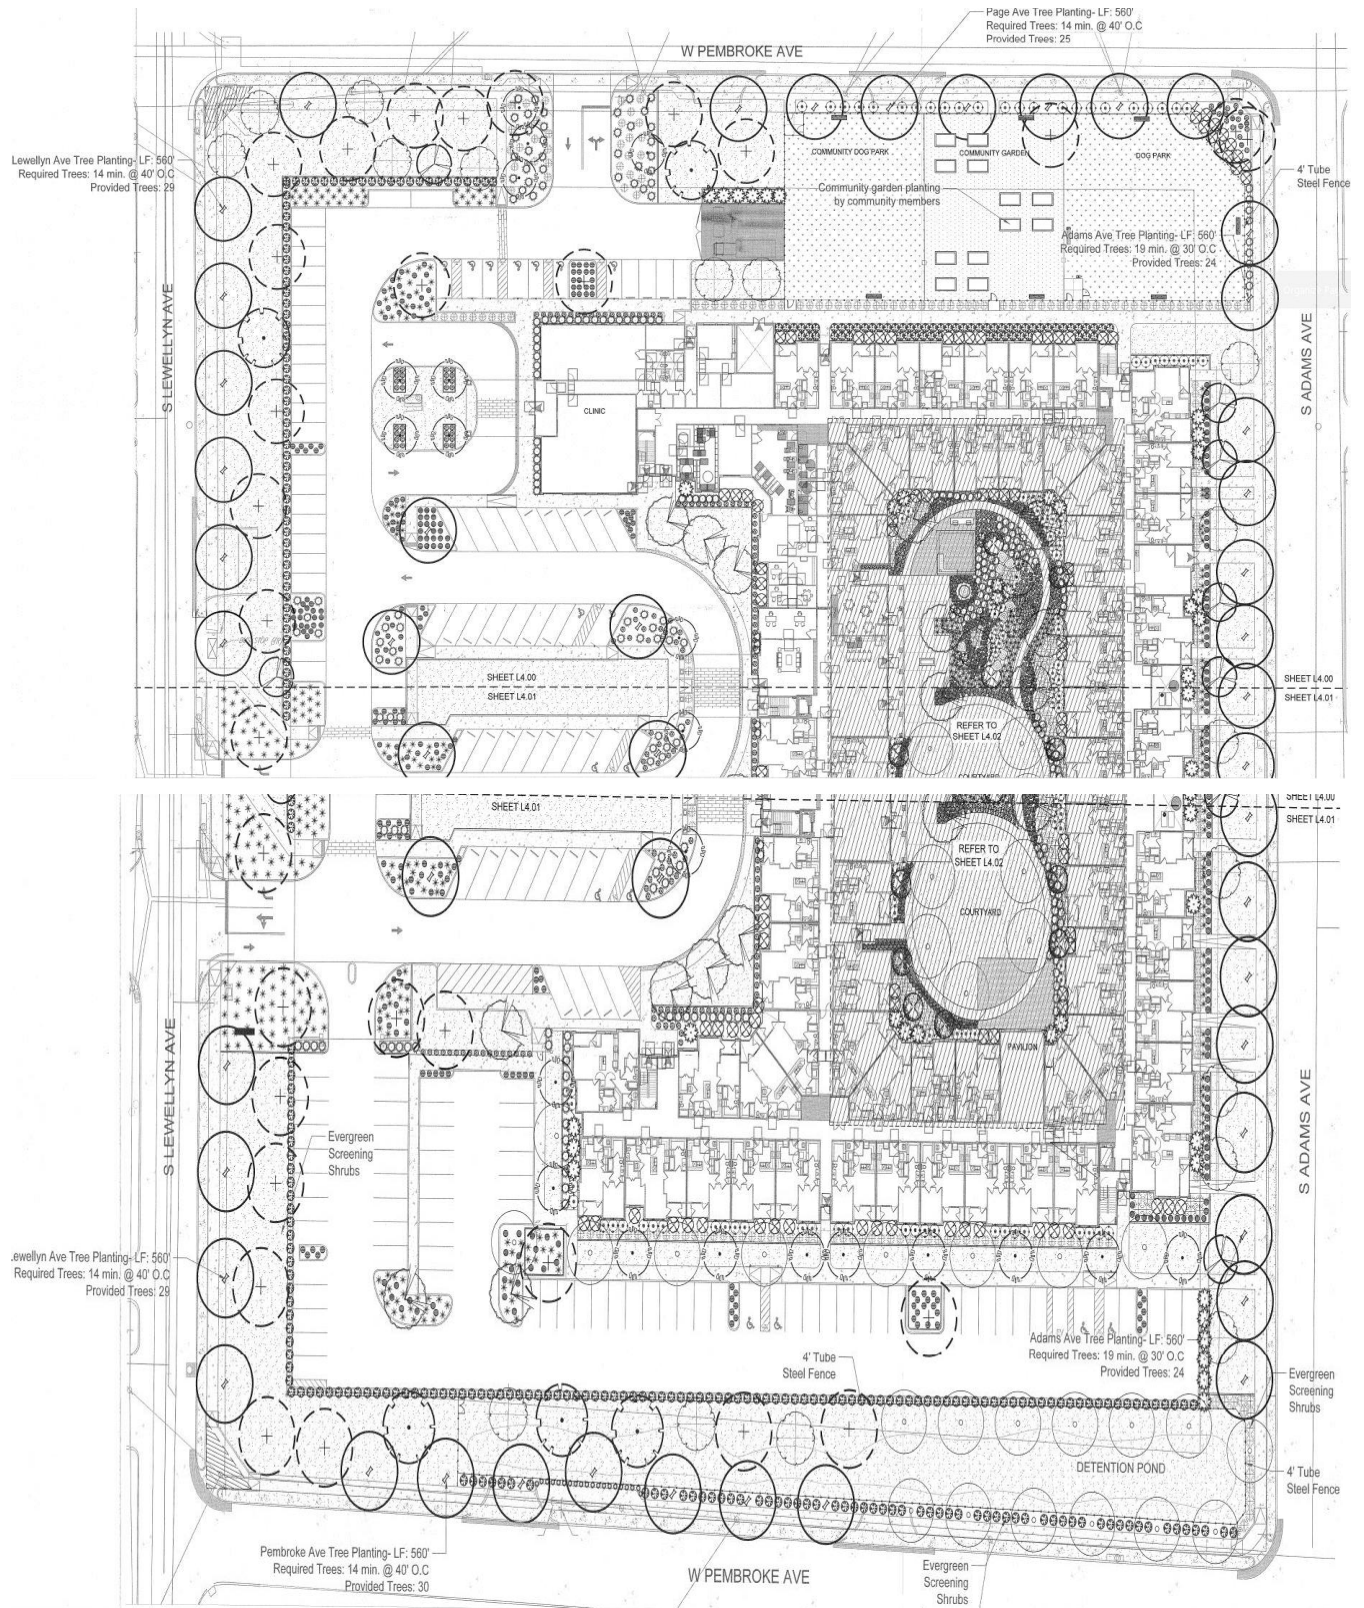 Page Ave Tree Planting- LF: 560'
Required Trees: 14 min. @ 40' O.C
Provided Trees: 25
W PEMBROKE AVE
Lewellyn Ave Tree Planting- LF: 560'
Required Trees: 14 min. @ 40' O.C
Provided Trees: 29
COMMUNITY DOG PARK
COMMUNITY GARDEN
DOG PARK
4' Tube
Steel Fence
Community garden planting
by community members
Adams Ave Tree Planting- LF: 560'
Required Trees: 19 min. @ 30' O.C
Provided Trees: 24
S LEWELLYN AVE
S ADAMS AVE
CLINIC
SHEET L4.00
SHEET L4.01
SHEET L4.00
SHEET L4.01
REFER TO
SHEET L4.02
COURTYARD
SHEET L4.01
SHEET L4.00
SHEET L4.01
REFER TO
SHEET L4.02
COURTYARD
PAVILION
S LEWELLYN AVE
S ADAMS AVE
Evergreen
Screening
Shrubs
ewellyn Ave Tree Planting- LF: 560'
Required Trees: 14 min. @ 40' O.C
Provided Trees: 29
Adams Ave Tree Planting- LF: 560'
Required Trees: 19 min. @ 30' O.C
Provided Trees: 24
4' Tube
Steel Fence
Evergreen
Screening
Shrubs
DETENTION POND
4' Tube
Steel Fence
Pembroke Ave Tree Planting- LF: 560'
Required Trees: 14 min. @ 40' O.C
Provided Trees: 30
W PEMBROKE AVE
Evergreen
Screening
Shrubs